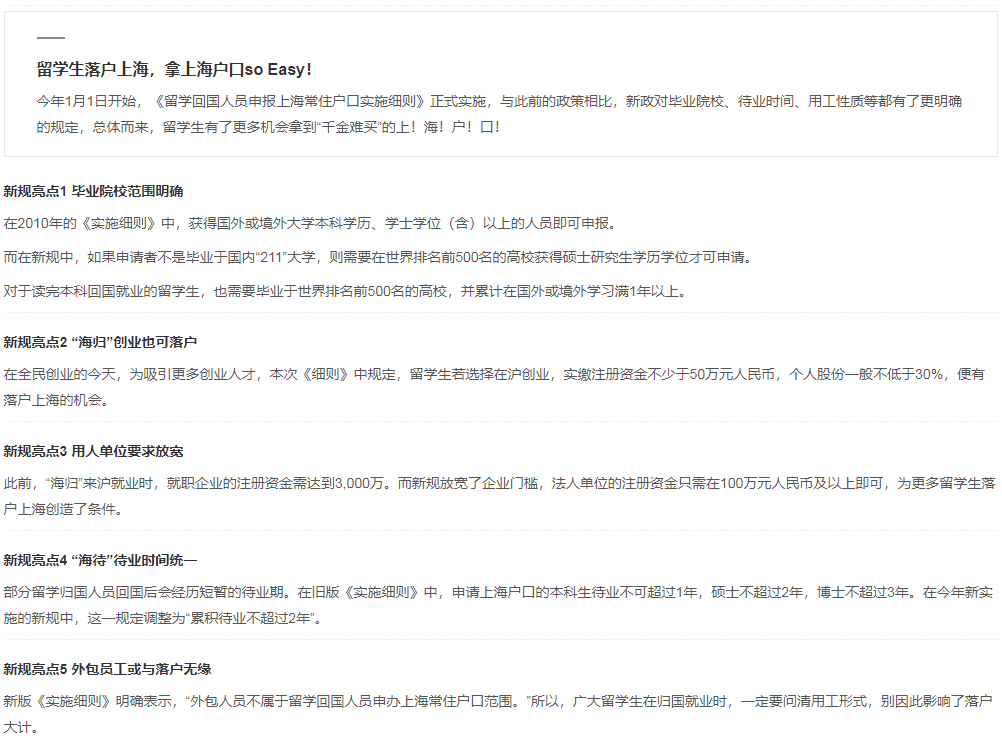 留学生落户上海，拿上海户口so Easy！
今年1月1日开始，《留学回国人员申报上海常住户口实施细则》正式实施，与此前的政策相比，新政对毕业院校、待业时间、用工性质等都有了更明确
的规定，总体而言，留学生有了更多机会拿到“千金难买”的上！海！户！口！
新规亮点1 毕业院校范围明确
在2010年的《实施细则》中，获得国外或境外大学本科学历、学士学位（含）以上的人员即可申报。
而在新规中，如果申请者不是毕业于国内“211”大学，则需要在世界排名前500名的高校获得硕士研究生学历学位才可申请。
对于读完本科回国就业的留学生，也需要毕业于世界排名前500名的高校，并累计在国外或境外学习满1年以上。
新规亮点2 “海归”创业也可落户
在全民创业的今天，为吸引更多创业人才，本次《细则》中规定，留学生若选择在沪创业，实缴注册资金不少于50万元人民币，个人股份一般不低于30%，便有
落户上海的机会。
新规亮点3 用人单位要求放宽
此前，“海归”来沪就业时，就职企业的注册资金需达到3,000万。而新规放宽了企业门槛，法人单位的注册资金只需在100万元人民币及以上即可，为更多留学生落
户上海创造了条件。
新规亮点4 “海待”待业时间统一
部分留学归国人员回国后会经历短暂的待业期。在旧版《实施细则》中，申请上海户口的本科生待业不可超过1年，硕士不超过2年，博士不超过3年。在今年新实
施的新规中，这一规定调整为“累积待业不超过2年”。
新规亮点5 外包员工或与落户无缘
新版《实施细则》明确表示，“外包人员不属于留学回国人员申办上海常住户口范围。”所以，广大留学生在归国就业时，一定要问清用工形式，别因此影响了落户
大计。